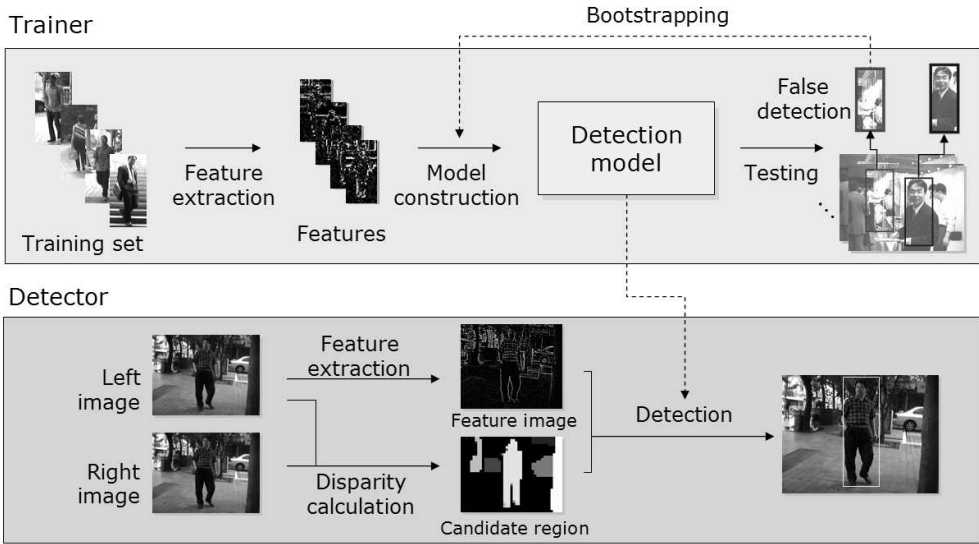 Bootstrapping
Trainer
Feature
extraction
Training set
Features
Model
construction
Detection
model
Testing
False
detection
Detector
Left
image
Right
image
Feature
extraction
Disparity
calculation
Feature image
Candidate region
Detection